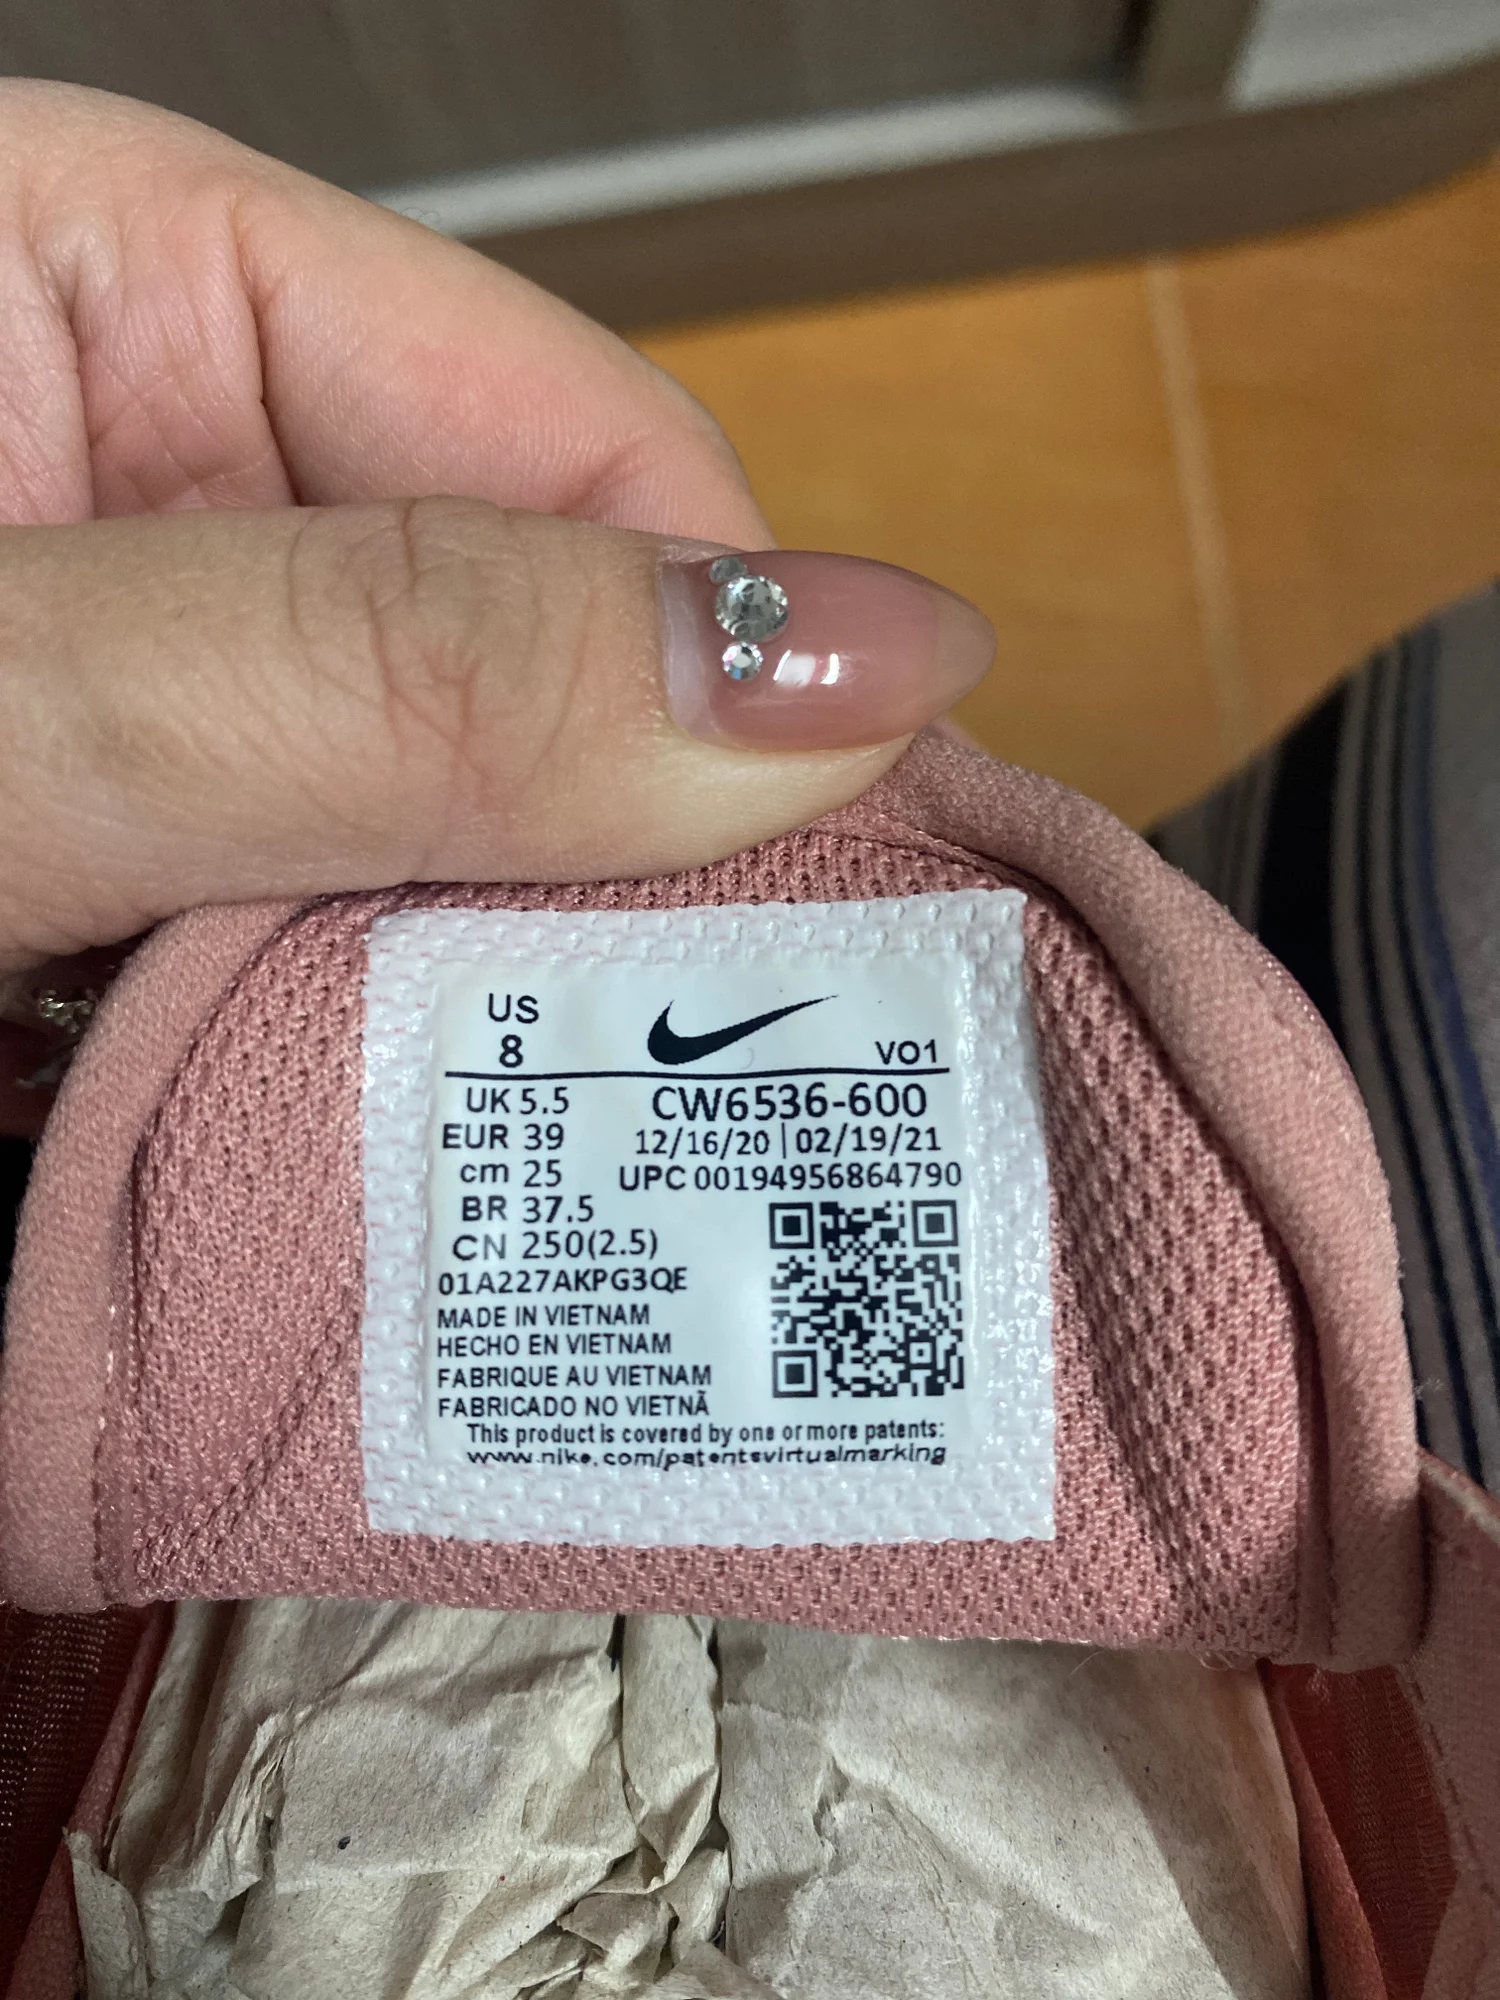 US
8
VO1
UK 5.5
CW6536-600
EUR 39
12/16/20 | 02/19/21
cm 25
UPC 00194956864790
BR 37.5
CN 250(2.5)
01A227AKPG3QE
MADE IN VIETNAM
HECHO EN VIETNAM
FABRIQUE AU VIETNAM
FABRICADO NO VIETNÃ
This product is covered by one or more patents:
www.nike.com/patentsvirtualmarking